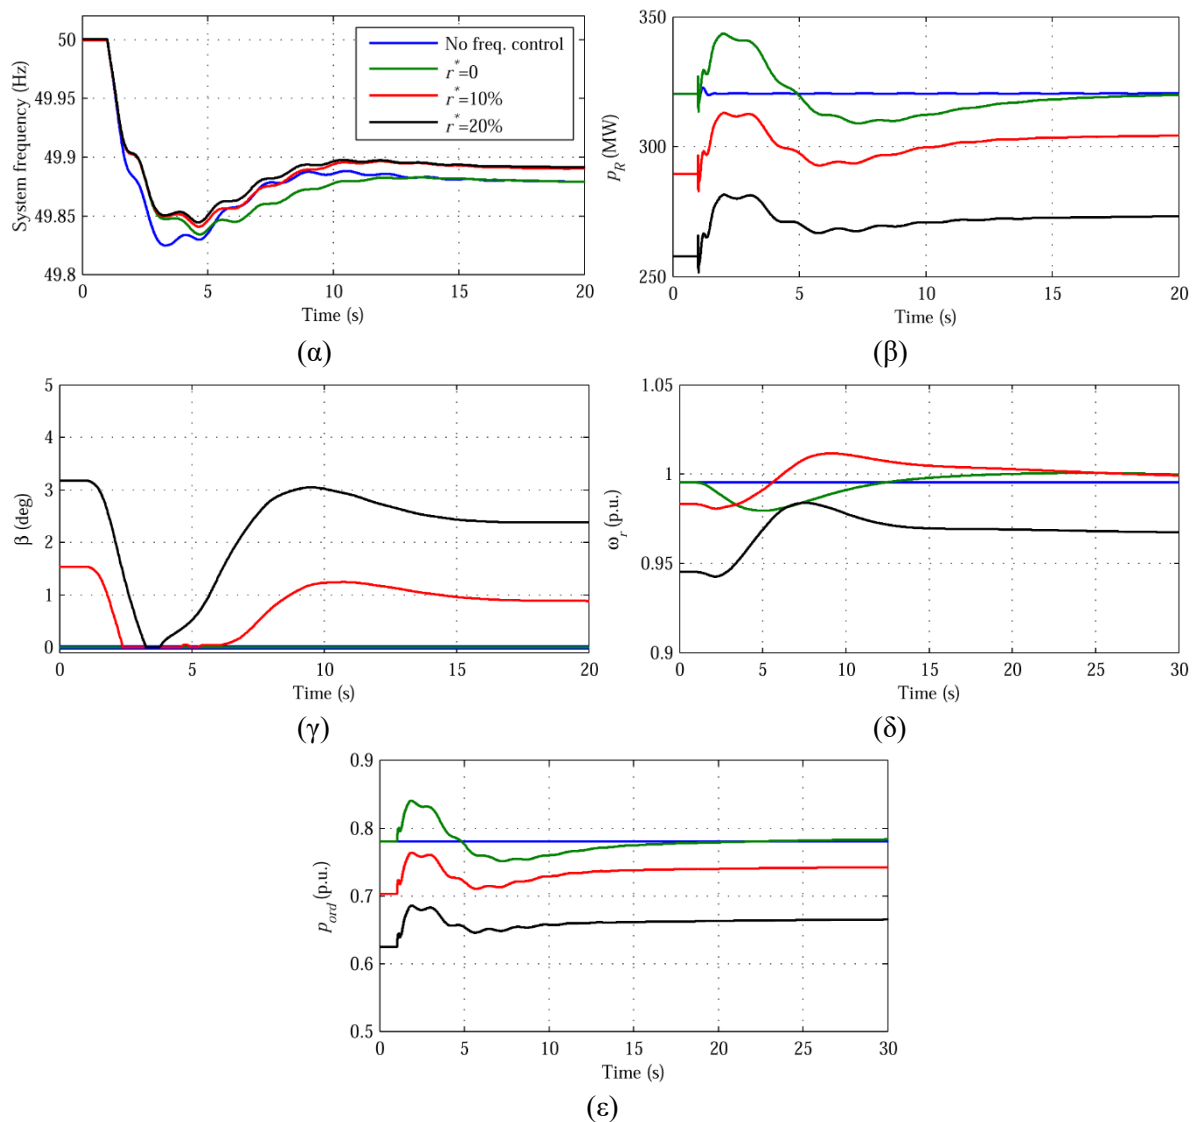 System frequency (Hz)
50
49.95
49.9
49.85
49.8
0 5 10 15 20
Time (s)
No freq. control
r*=0
r*=10%
r*=20%
(α)
p_R (MW)
350
300
250
0 5 10 15 20
Time (s)
(β)
β (deg)
5
4
3
2
1
0
0 5 10 15 20
Time (s)
(γ)
ω_r (p.u.)
1.05
1
0.95
0.9
0 5 10 15 20 25 30
Time (s)
(δ)
p_ord (p.u.)
0.9
0.8
0.7
0.6
0.5
0 5 10 15 20 25 30
Time (s)
(ε)